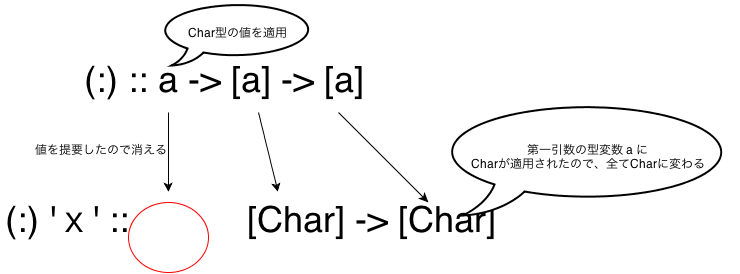 Char型の値を適用
(:) :: a -> [a] -> [a]
値を提要したので消える
第一引数の型変数 a に
Charが適用されたので、全てCharに変わる
(:) ' x ' :: [Char] -> [Char]